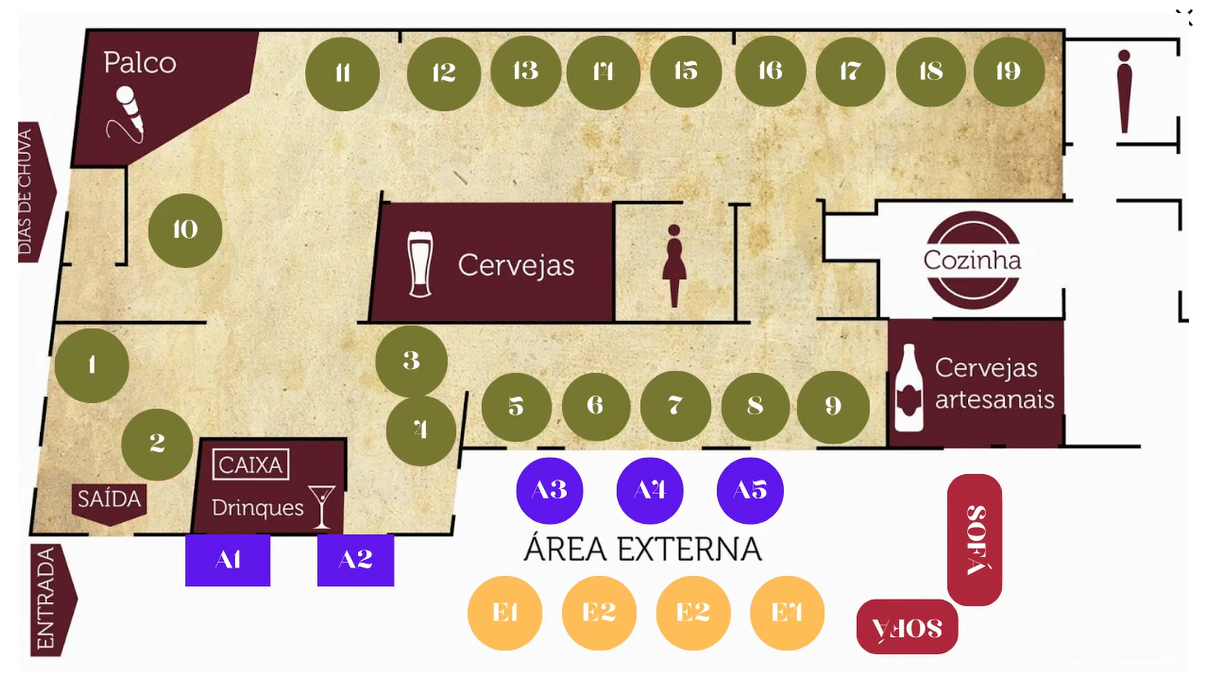 Palco
11
12
13
14
15
16
17
18
19
DIAS DE CHUVA
10
Cervejas
Cozinha
1
3
Cervejas
artesanais
2
4
5
6
7
8
9
CAIXA
Drinques
SAÍDA
A3
A4
A5
SOFÁ
ÁREA EXTERNA
A1
A2
ENTRADA
E1
E2
E2
E4
SOFÁ